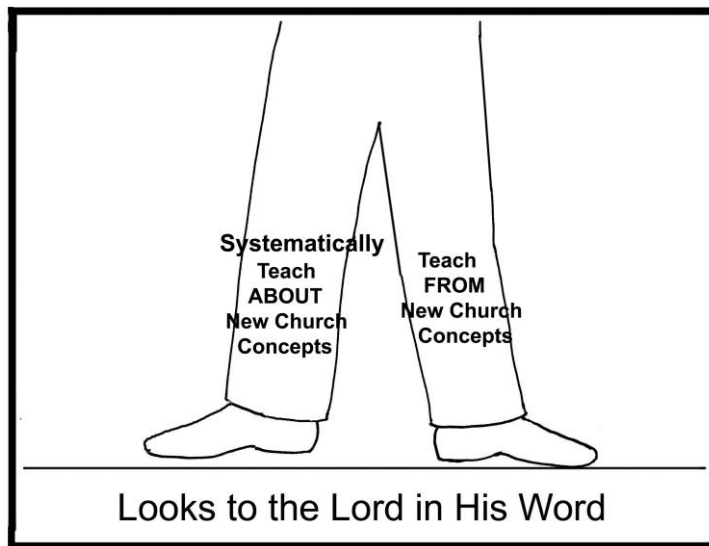 Systematically
Teach
ABOUT
New Church
Concepts
Teach
FROM
New Church
Concepts
Looks to the Lord in His Word